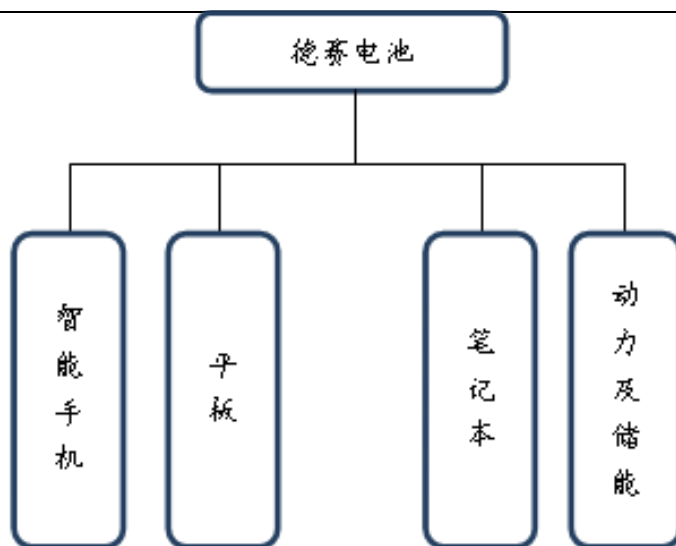 德赛电池
智能手机
平板
笔记本
动力及储能